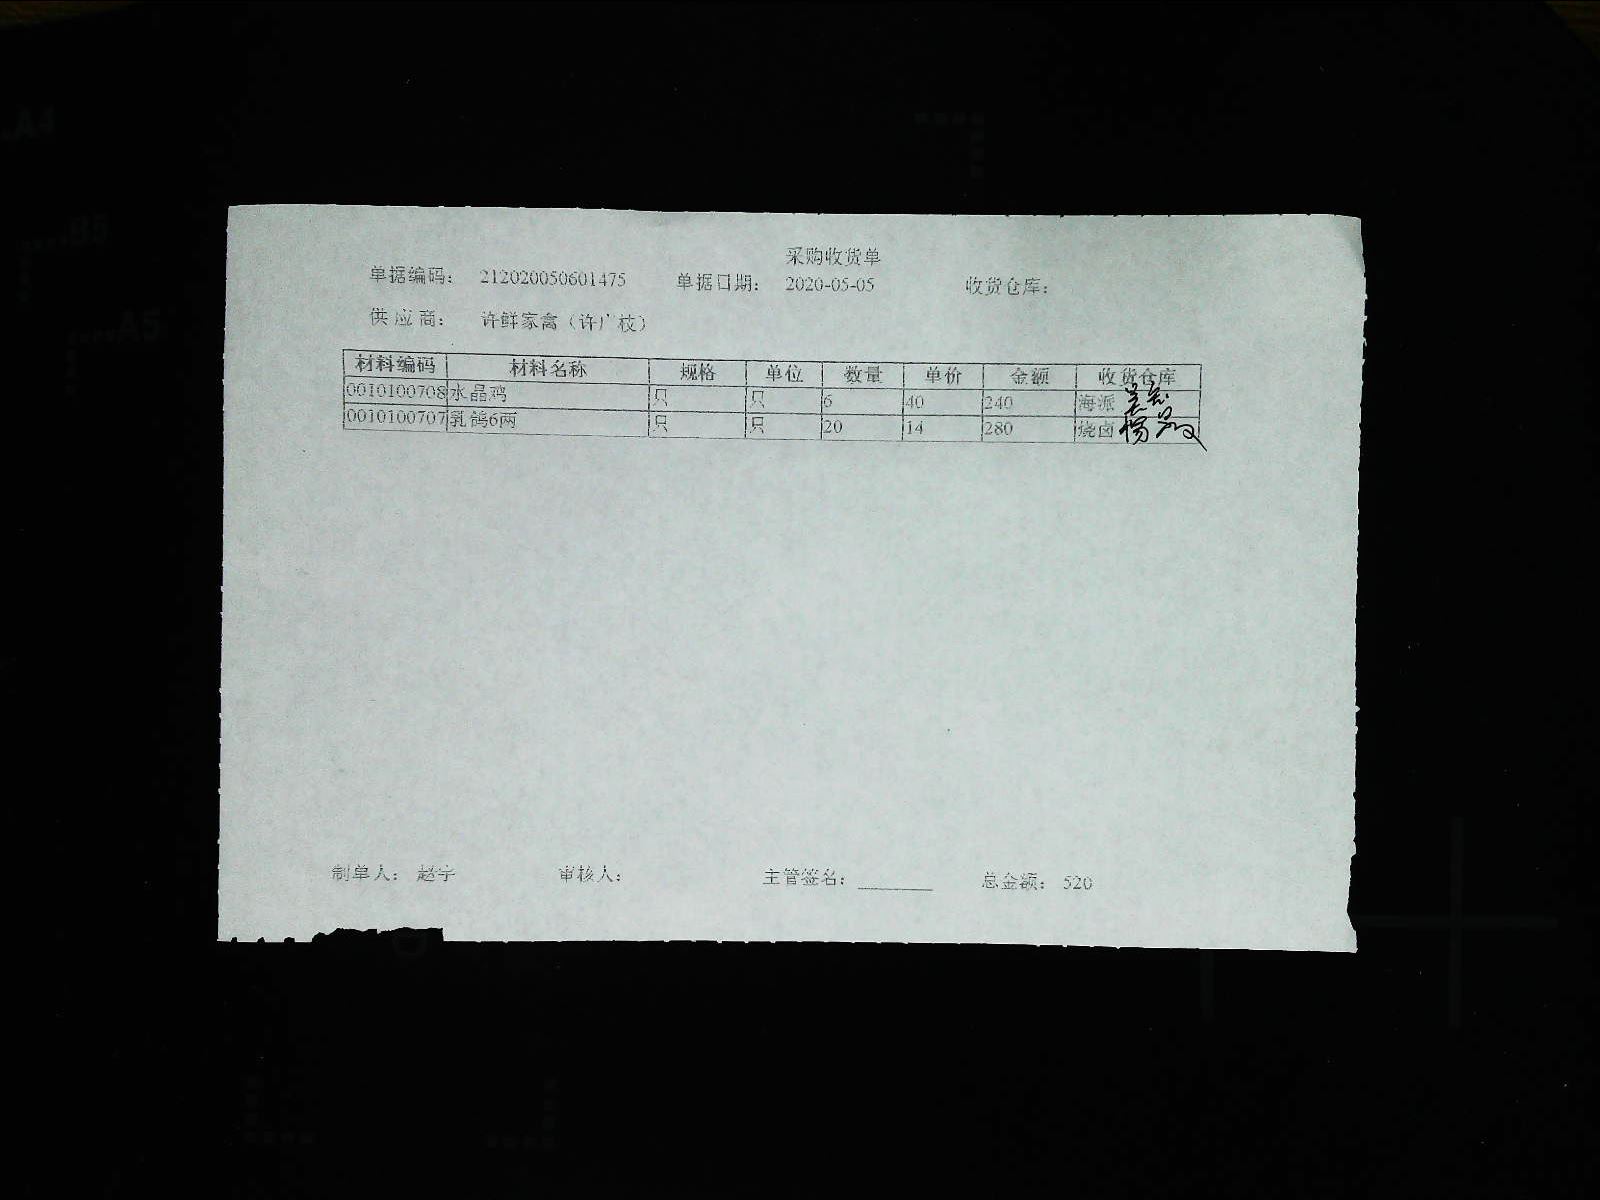 采购收货单
单据编码： 212020050601475 单据日期： 2020-05-05 收货仓库：
供应商： 许鲜家禽（许广枝）
材料编码 材料名称 规格 单位 数量 单价 金额 收货仓库
0010100708 水晶鸡 只 只 6 40 240 海派
0010100707 乳鸽6两 只 只 20 14 280 烧卤
制单人： 赵宇 审核人： 主管签名： 总金额： 520